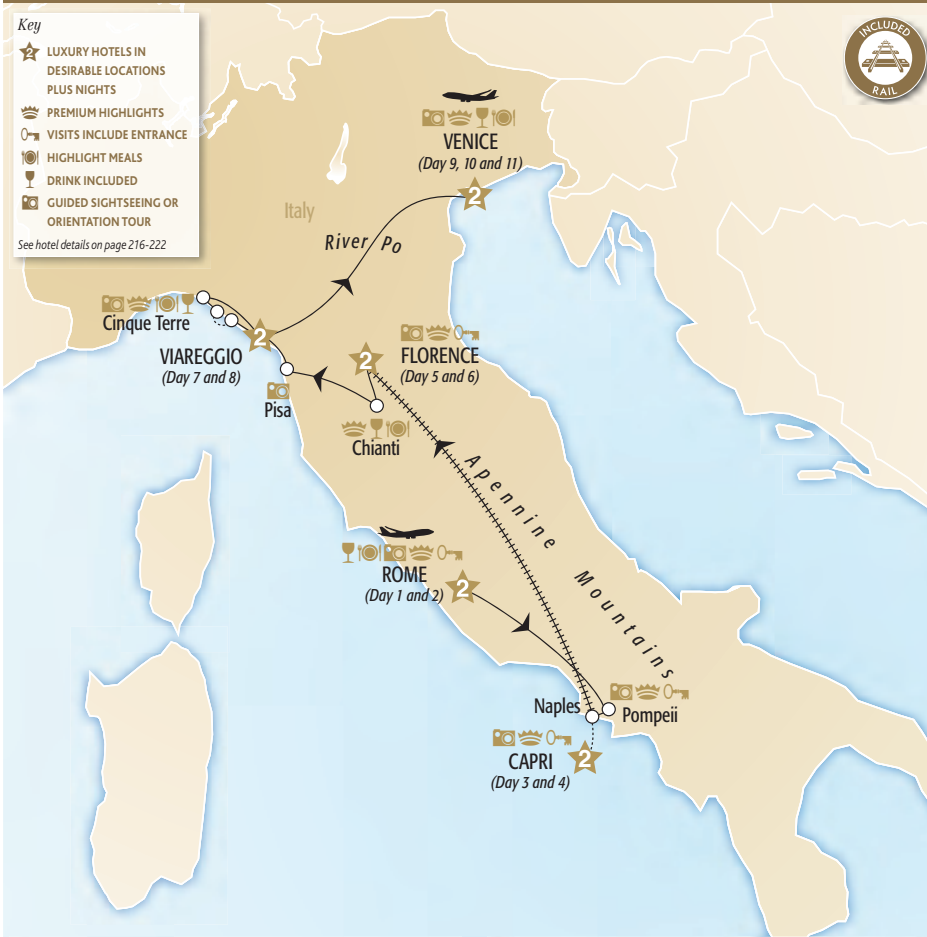 Key
2
LUXURY HOTELS IN
DESIRABLE LOCATIONS
PLUS NIGHTS
PREMIUM HIGHLIGHTS
VISITS INCLUDE ENTRANCE
HIGHLIGHT MEALS
DRINK INCLUDED
GUIDED SIGHTSEEING OR
ORIENTATION TOUR
See hotel details on page 216-222
INCLUDED
RAIL
VENICE
(Day 9, 10 and 11)
2
Italy
River Po
Cinque Terre
2
VIAREGGIO
(Day 7 and 8)
2
FLORENCE
(Day 5 and 6)
Pisa
Chianti
Apennine
Mountains
ROME
(Day 1 and 2)
2
Naples
Pompeii
CAPRI
(Day 3 and 4)
2